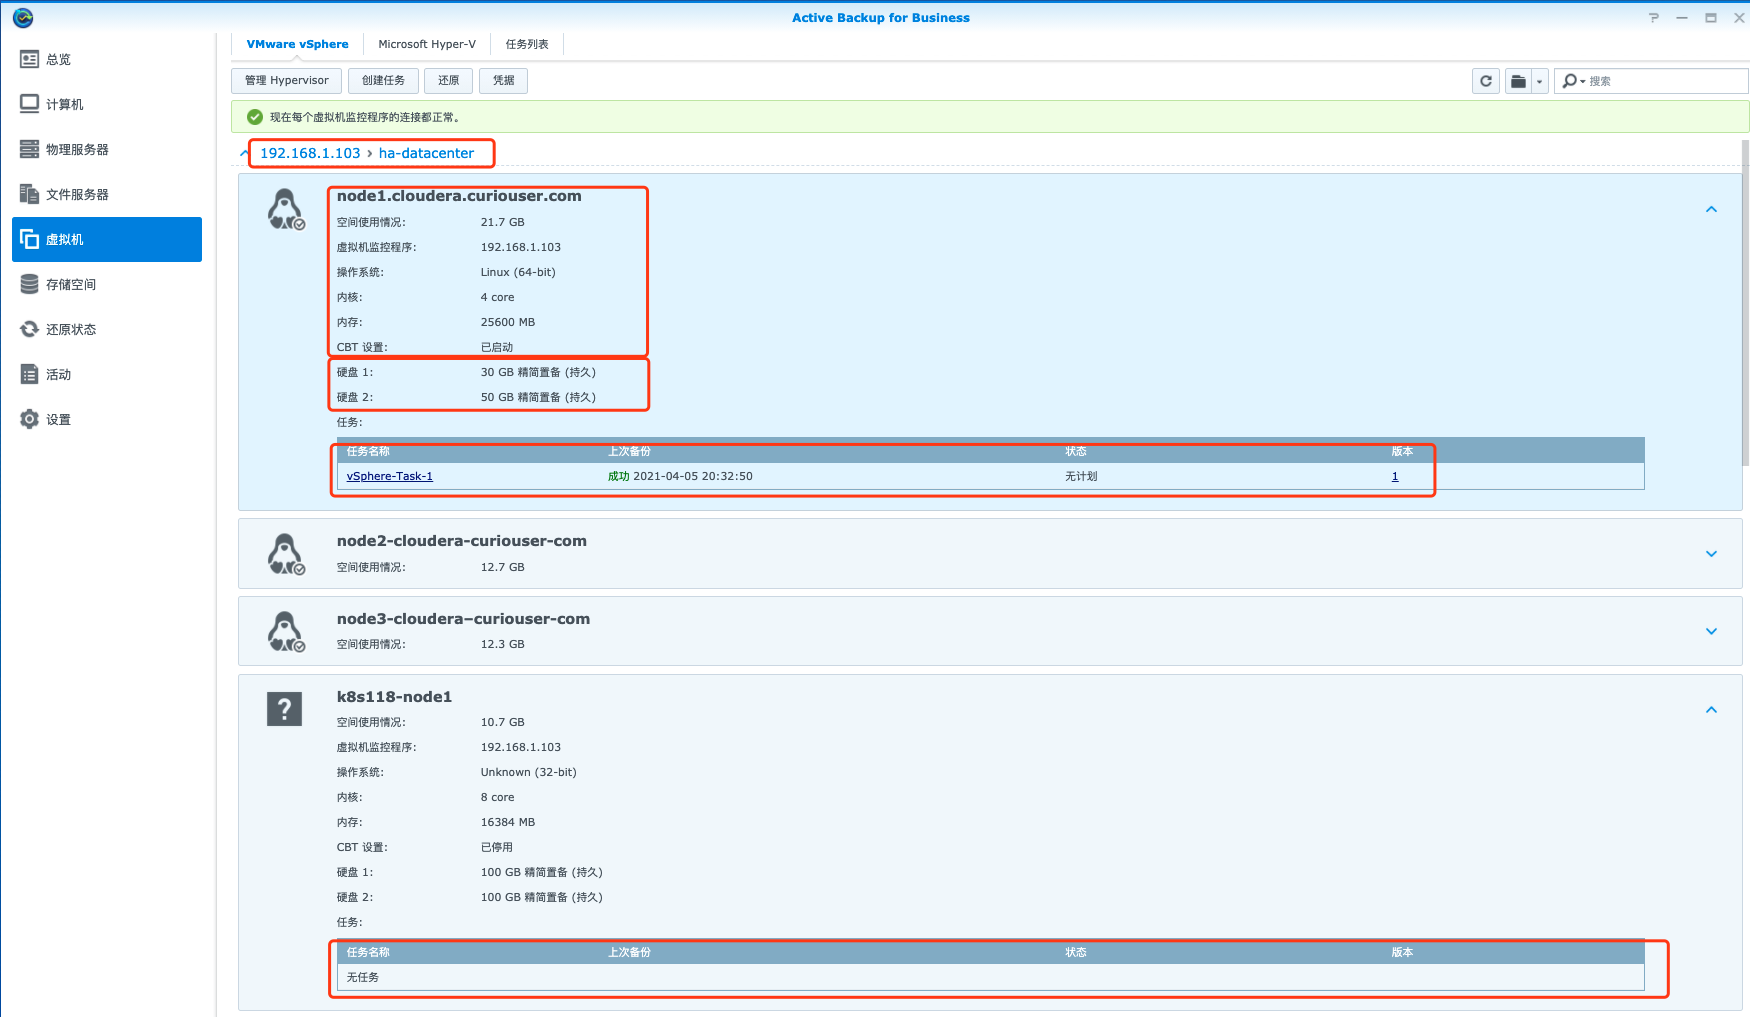 Active Backup for Business
总览
计算机
物理服务器
文件服务器
虚拟机
存储空间
还原状态
活动
设置
VMware vSphere Microsoft Hyper-V 任务列表
管理 Hypervisor 创建任务 还原 凭据 搜索
现在每个虚拟机监控程序的连接都正常。
192.168.1.103 › ha-datacenter
node1.cloudera.curiouser.com
空间使用情况: 21.7 GB
虚拟机监控程序: 192.168.1.103
操作系统: Linux (64-bit)
内核: 4 core
内存: 25600 MB
CBT 设置: 已启动
硬盘 1: 30 GB 精简置备 (持久)
硬盘 2: 50 GB 精简置备 (持久)
任务:
任务名称 上次备份 状态 版本
vSphere-Task-1 成功 2021-04-05 20:32:50 无计划 1
node2-cloudera-curiouser-com
空间使用情况: 12.7 GB
node3-cloudera–curiouser-com
空间使用情况: 12.3 GB
k8s118-node1
空间使用情况: 10.7 GB
虚拟机监控程序: 192.168.1.103
操作系统: Unknown (32-bit)
内核: 8 core
内存: 16384 MB
CBT 设置: 已停用
硬盘 1: 100 GB 精简置备 (持久)
硬盘 2: 100 GB 精简置备 (持久)
任务:
任务名称 上次备份 状态 版本
无任务